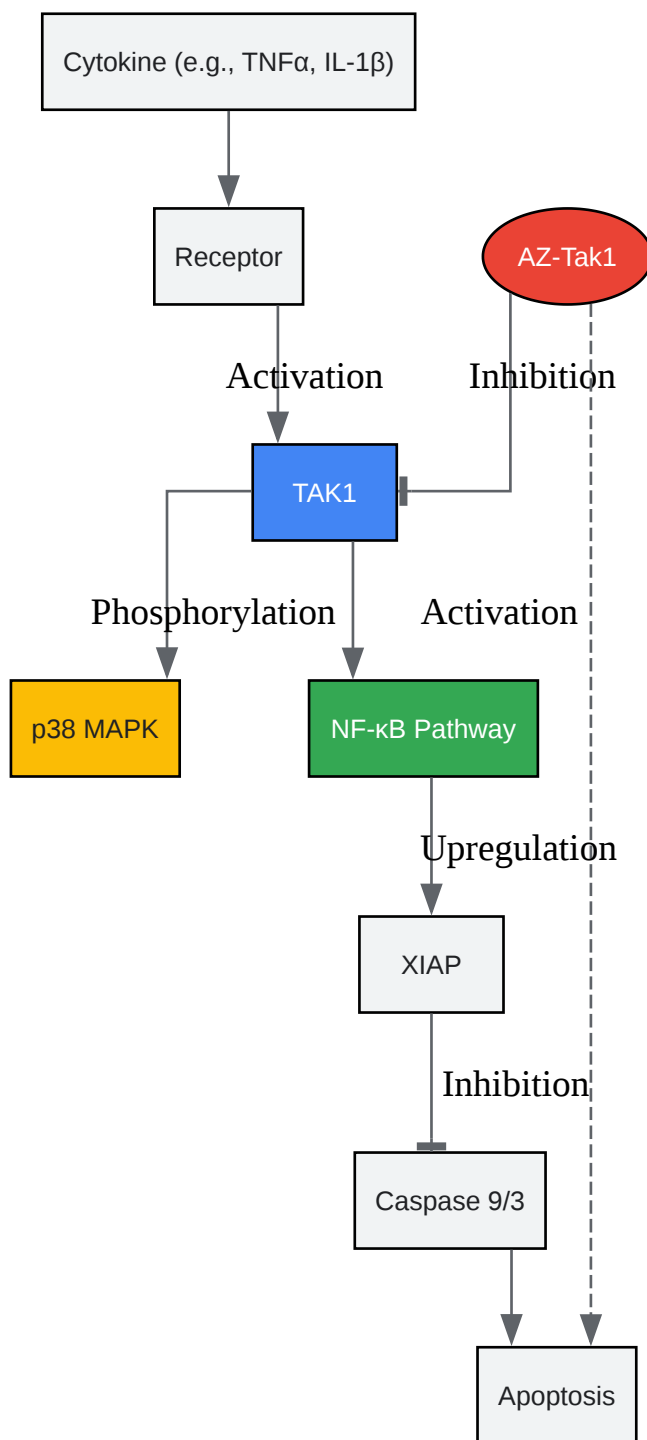 Cytokine (e.g., TNFα, IL-1β)
Receptor
AZ-Tak1
Activation
Inhibition
TAK1
Phosphorylation
Activation
p38 MAPK
NF-κB Pathway
Upregulation
XIAP
Inhibition
Caspase 9/3
Apoptosis